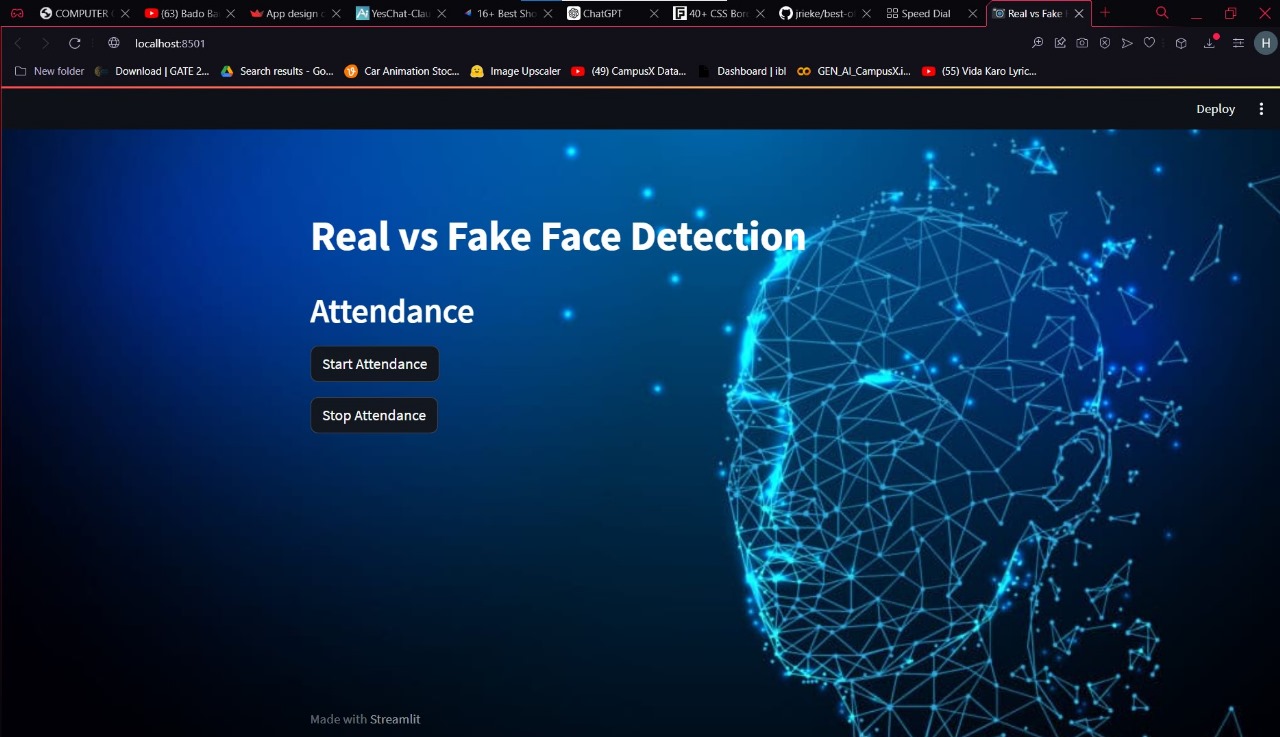 COMPUTER
(63) Bado Ba
App design c
YesChat-Clau
16+ Best Sho
ChatGPT
40+ CSS Bor
jrieke/best-o
Speed Dial
Real vs Fake
localhost:8501
H
New folder
Download | GATE 2...
Search results - Go...
Car Animation Stoc...
Image Upscaler
(49) CampusX Data...
Dashboard | ibl
GEN_AI_CampusX.i...
(55) Vida Karo Lyric...
Deploy
Real vs Fake Face Detection
Attendance
Start Attendance
Stop Attendance
Made with Streamlit